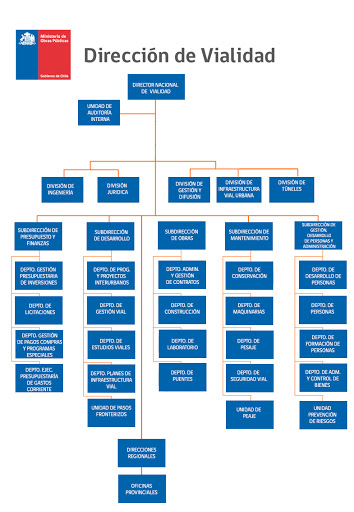 Ministerio de
Obras Públicas
Gobierno de Chile
Dirección de Vialidad
DIRECTOR NACIONAL
DE VIALIDAD
UNIDAD DE
AUDITORÍA
INTERNA
DIVISIÓN DE
INGENIERÍA
DIVISIÓN
JURIDICA
DIVISIÓN DE
GESTIÓN Y
DIFUSIÓN
DIVISIÓN DE
INFRAESTRUCTURA
VIAL URBANA
DIVISIÓN DE
TÚNELES
SUBDIRECCIÓN DE
PRESUPUESTO Y
FINANZAS
SUBDIRECCIÓN
DE DESARROLLO
SUBDIRECCIÓN
DE OBRAS
SUBDIRECCIÓN DE
MANTENIMIENTO
SUBDIRECCIÓN DE
GESTIÓN,
DESARROLLO
DE PERSONAS Y
ADMINISTRACIÓN
DEPTO. GESTIÓN
PRESUPUESTARIA
DE INVERSIONES
DEPTO. DE PROG.
Y PROYECTOS
INTERURBANOS
DEPTO. ADMIN.
Y GESTIÓN
DE CONTRATOS
DEPTO. DE
CONSERVACIÓN
DEPTO. DE
DESARROLLO DE
PERSONAS
DEPTO. DE
LICITACIONES
DEPTO. DE
GESTIÓN VIAL
DEPTO. DE
CONSTRUCCIÓN
DEPTO. DE
MAQUINARIAS
DEPTO. DE
PERSONAS
DEPTO. GESTIÓN
DE PAGOS COMPRAS
Y PROGRAMAS
ESPECIALES
DEPTO. DE
ESTUDIOS VIALES
DEPTO. DE
LABORATORIO
DEPTO. DE
PESAJE
DEPTO. DE
FORMACIÓN DE
PERSONAS
DEPTO. EJEC.
PRESUPUESTARIA
DE GASTOS
CORRIENTE
DEPTO. PLANES DE
INFRAESTRUCTURA
VIAL
DEPTO. DE
PUENTES
DEPTO. DE
SEGURIDAD VIAL
DEPTO. DE ADM.
Y CONTROL DE
BIENES
UNIDAD DE PASOS
FRONTERIZOS
UNIDAD DE
PEAJE
UNIDAD
PREVENCIÓN
DE RIESGOS
DIRECCIONES
REGIONALES
OFICINAS
PROVINCIALES